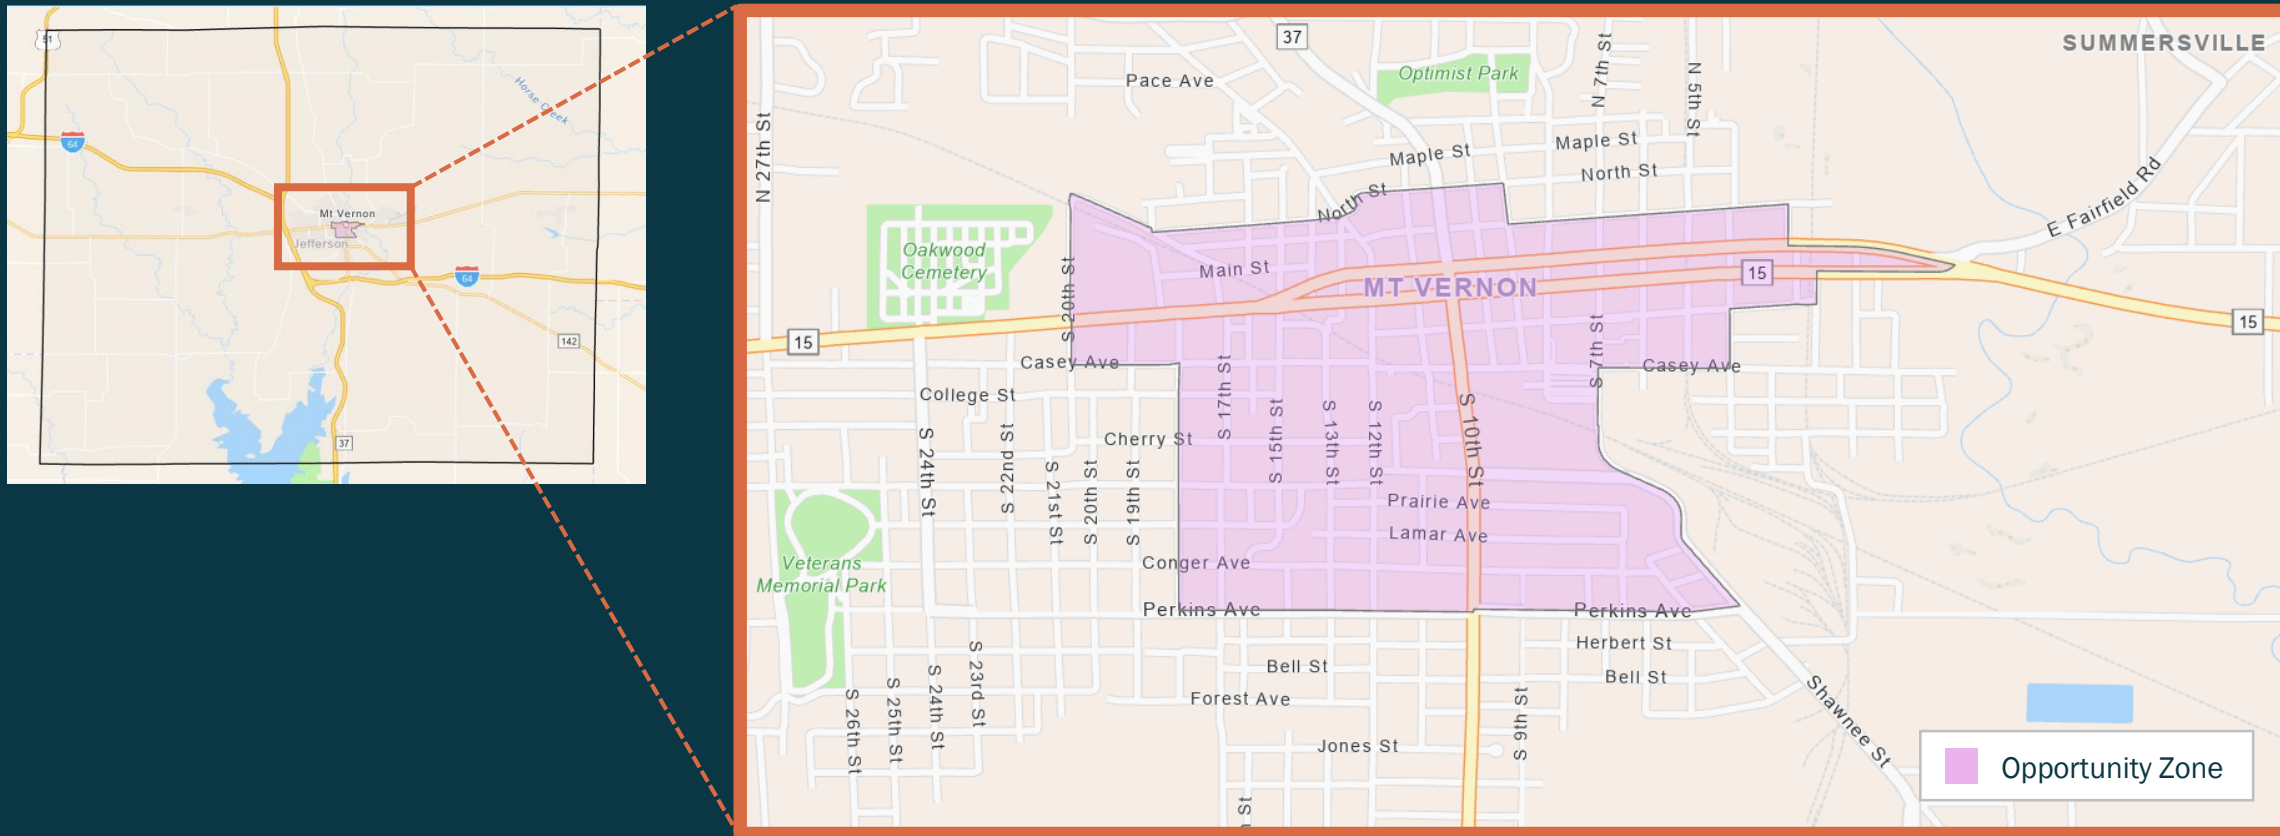 51
64
Horse Creek
Mt Vernon
Jefferson
64
142
37
37
SUMMERSVILLE
Pace Ave
Optimist Park
N 7th St
N 5th St
N 27th St
Maple St
Maple St
North St
North St
E Fairfield Rd
Oakwood
Cemetery
S 20th St
Main St
MT VERNON
15
15
15
Casey Ave
S 7th St
Casey Ave
College St
S 17th St
Cherry St
S 24th St
S 22nd St
S 21st St
S 20th St
S 19th St
S 15th St
S 13th St
S 12th St
S 10th St
Prairie Ave
Lamar Ave
Veterans
Memorial Park
Conger Ave
Perkins Ave
Perkins Ave
Herbert St
Bell St
Bell St
Forest Ave
S 23rd St
S 24th St
S 25th St
S 26th St
S 9th St
Jones St
Shawnee St
St
Opportunity Zone